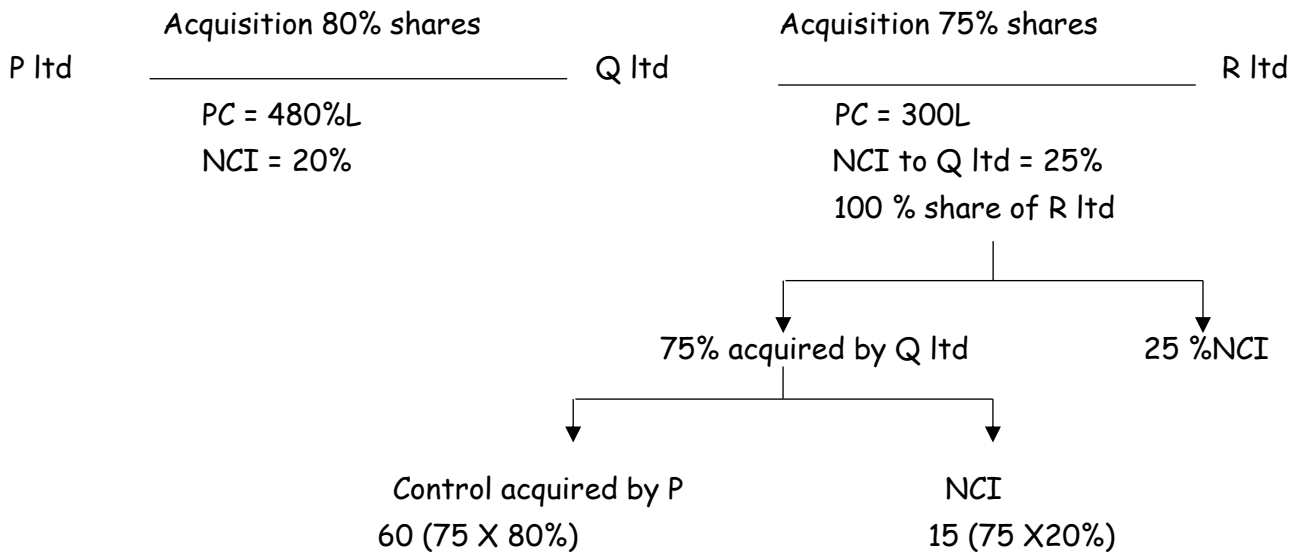 Acquisition 80% shares Acquisition 75% shares
P ltd Q ltd R ltd
PC = 480%L PC = 300L
NCI = 20% NCI to Q ltd = 25%
100 % share of R ltd
75% acquired by Q ltd 25 %NCI
Control acquired by P NCI
60 (75 X 80%) 15 (75 X20%)